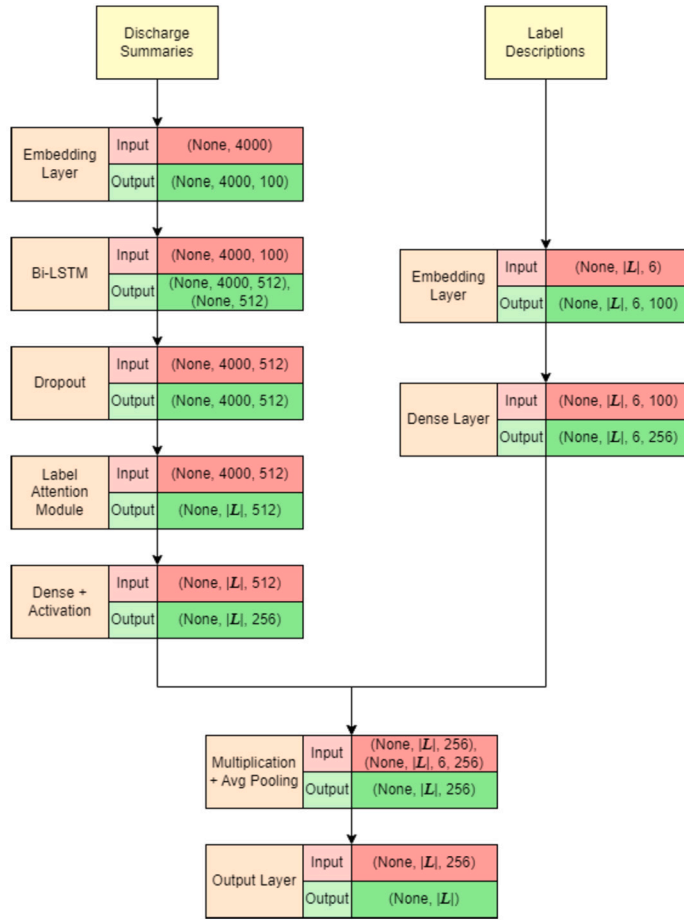 Discharge
Summaries
Label
Descriptions
Embedding
Layer
Input
(None, 4000)
Output
(None, 4000, 100)
Bi-LSTM
Input
(None, 4000, 100)
Output
(None, 4000, 512),
(None, 512)
Embedding
Layer
Input
(None, |L|, 6)
Output
(None, |L|, 6, 100)
Dropout
Input
(None, 4000, 512)
Output
(None, 4000, 512)
Dense Layer
Input
(None, |L|, 6, 100)
Output
(None, |L|, 6, 256)
Label
Attention
Module
Input
(None, 4000, 512)
Output
(None, |L|, 512)
Dense +
Activation
Input
(None, |L|, 512)
Output
(None, |L|, 256)
Multiplication
+ Avg Pooling
Input
(None, |L|, 256),
(None, |L|, 6, 256)
Output
(None, |L|, 256)
Output Layer
Input
(None, |L|, 256)
Output
(None, |L|)